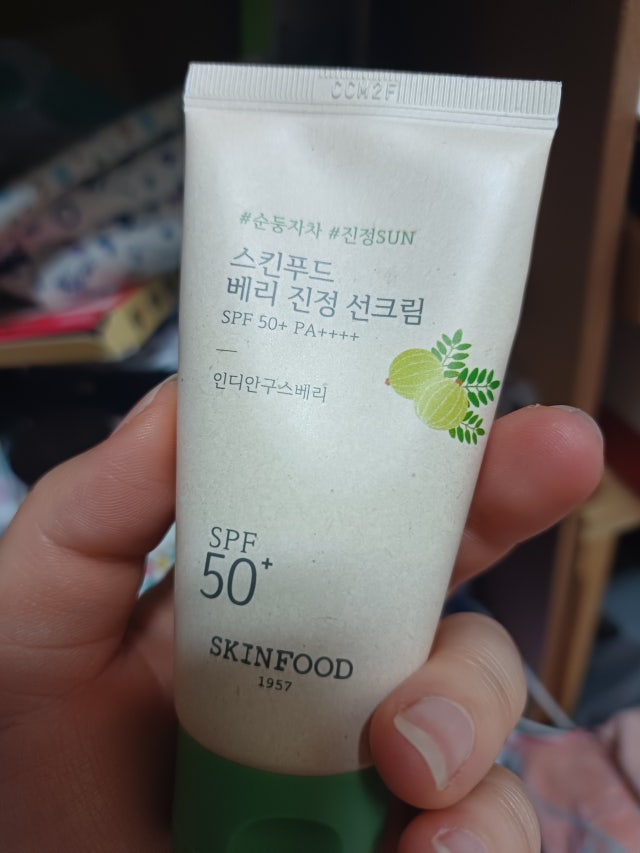 CCM2F
#순둥자차 #진정SUN
스킨푸드
베리 진정 선크림
SPF 50+ PA++++
인디안구스베리
SPF
50+
SKINFOOD
1957